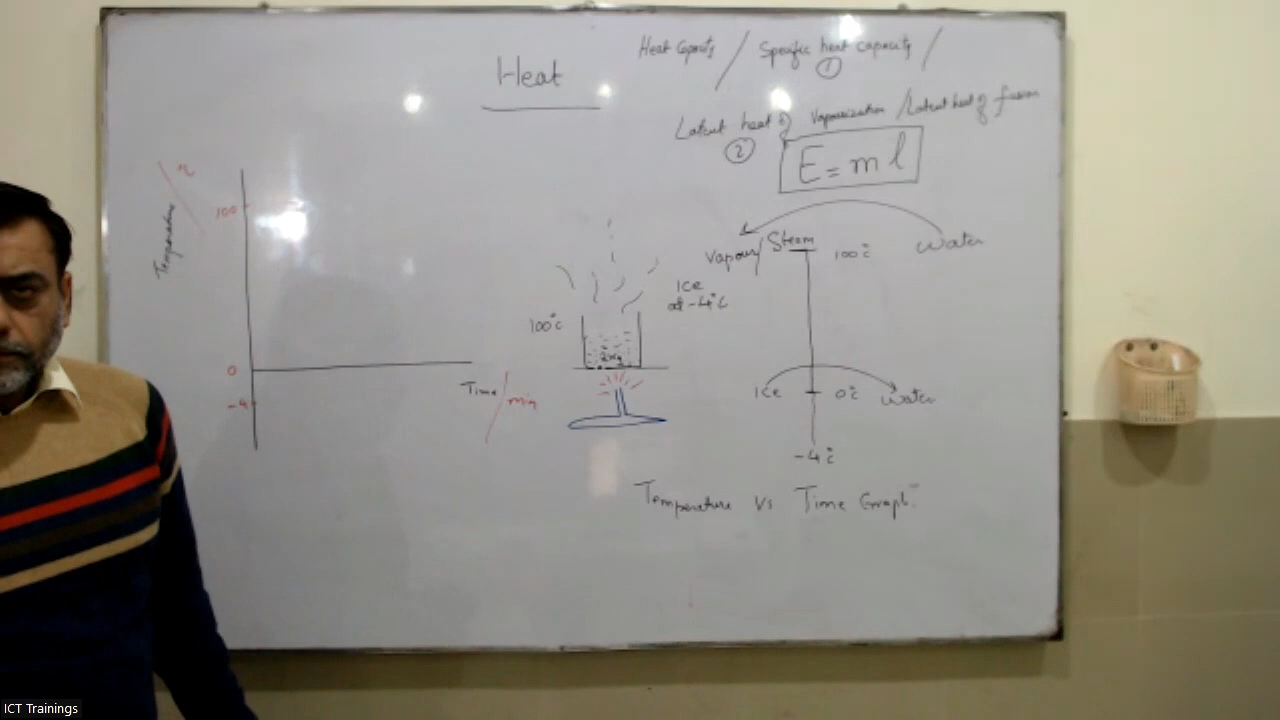 Heat
Heat Capacity / Specific heat capacity /
1
Latent heat of Vapourization / Latent heat of fusion
2
E = m l
Temperature /
100
0
-4
Time / min
100°c
Ice
at -4°C
2kg
Vapour/Steam
100°c
Water
Ice
0°c
Water
-4°c
Temperature Vs Time Graph:
ICT Trainings